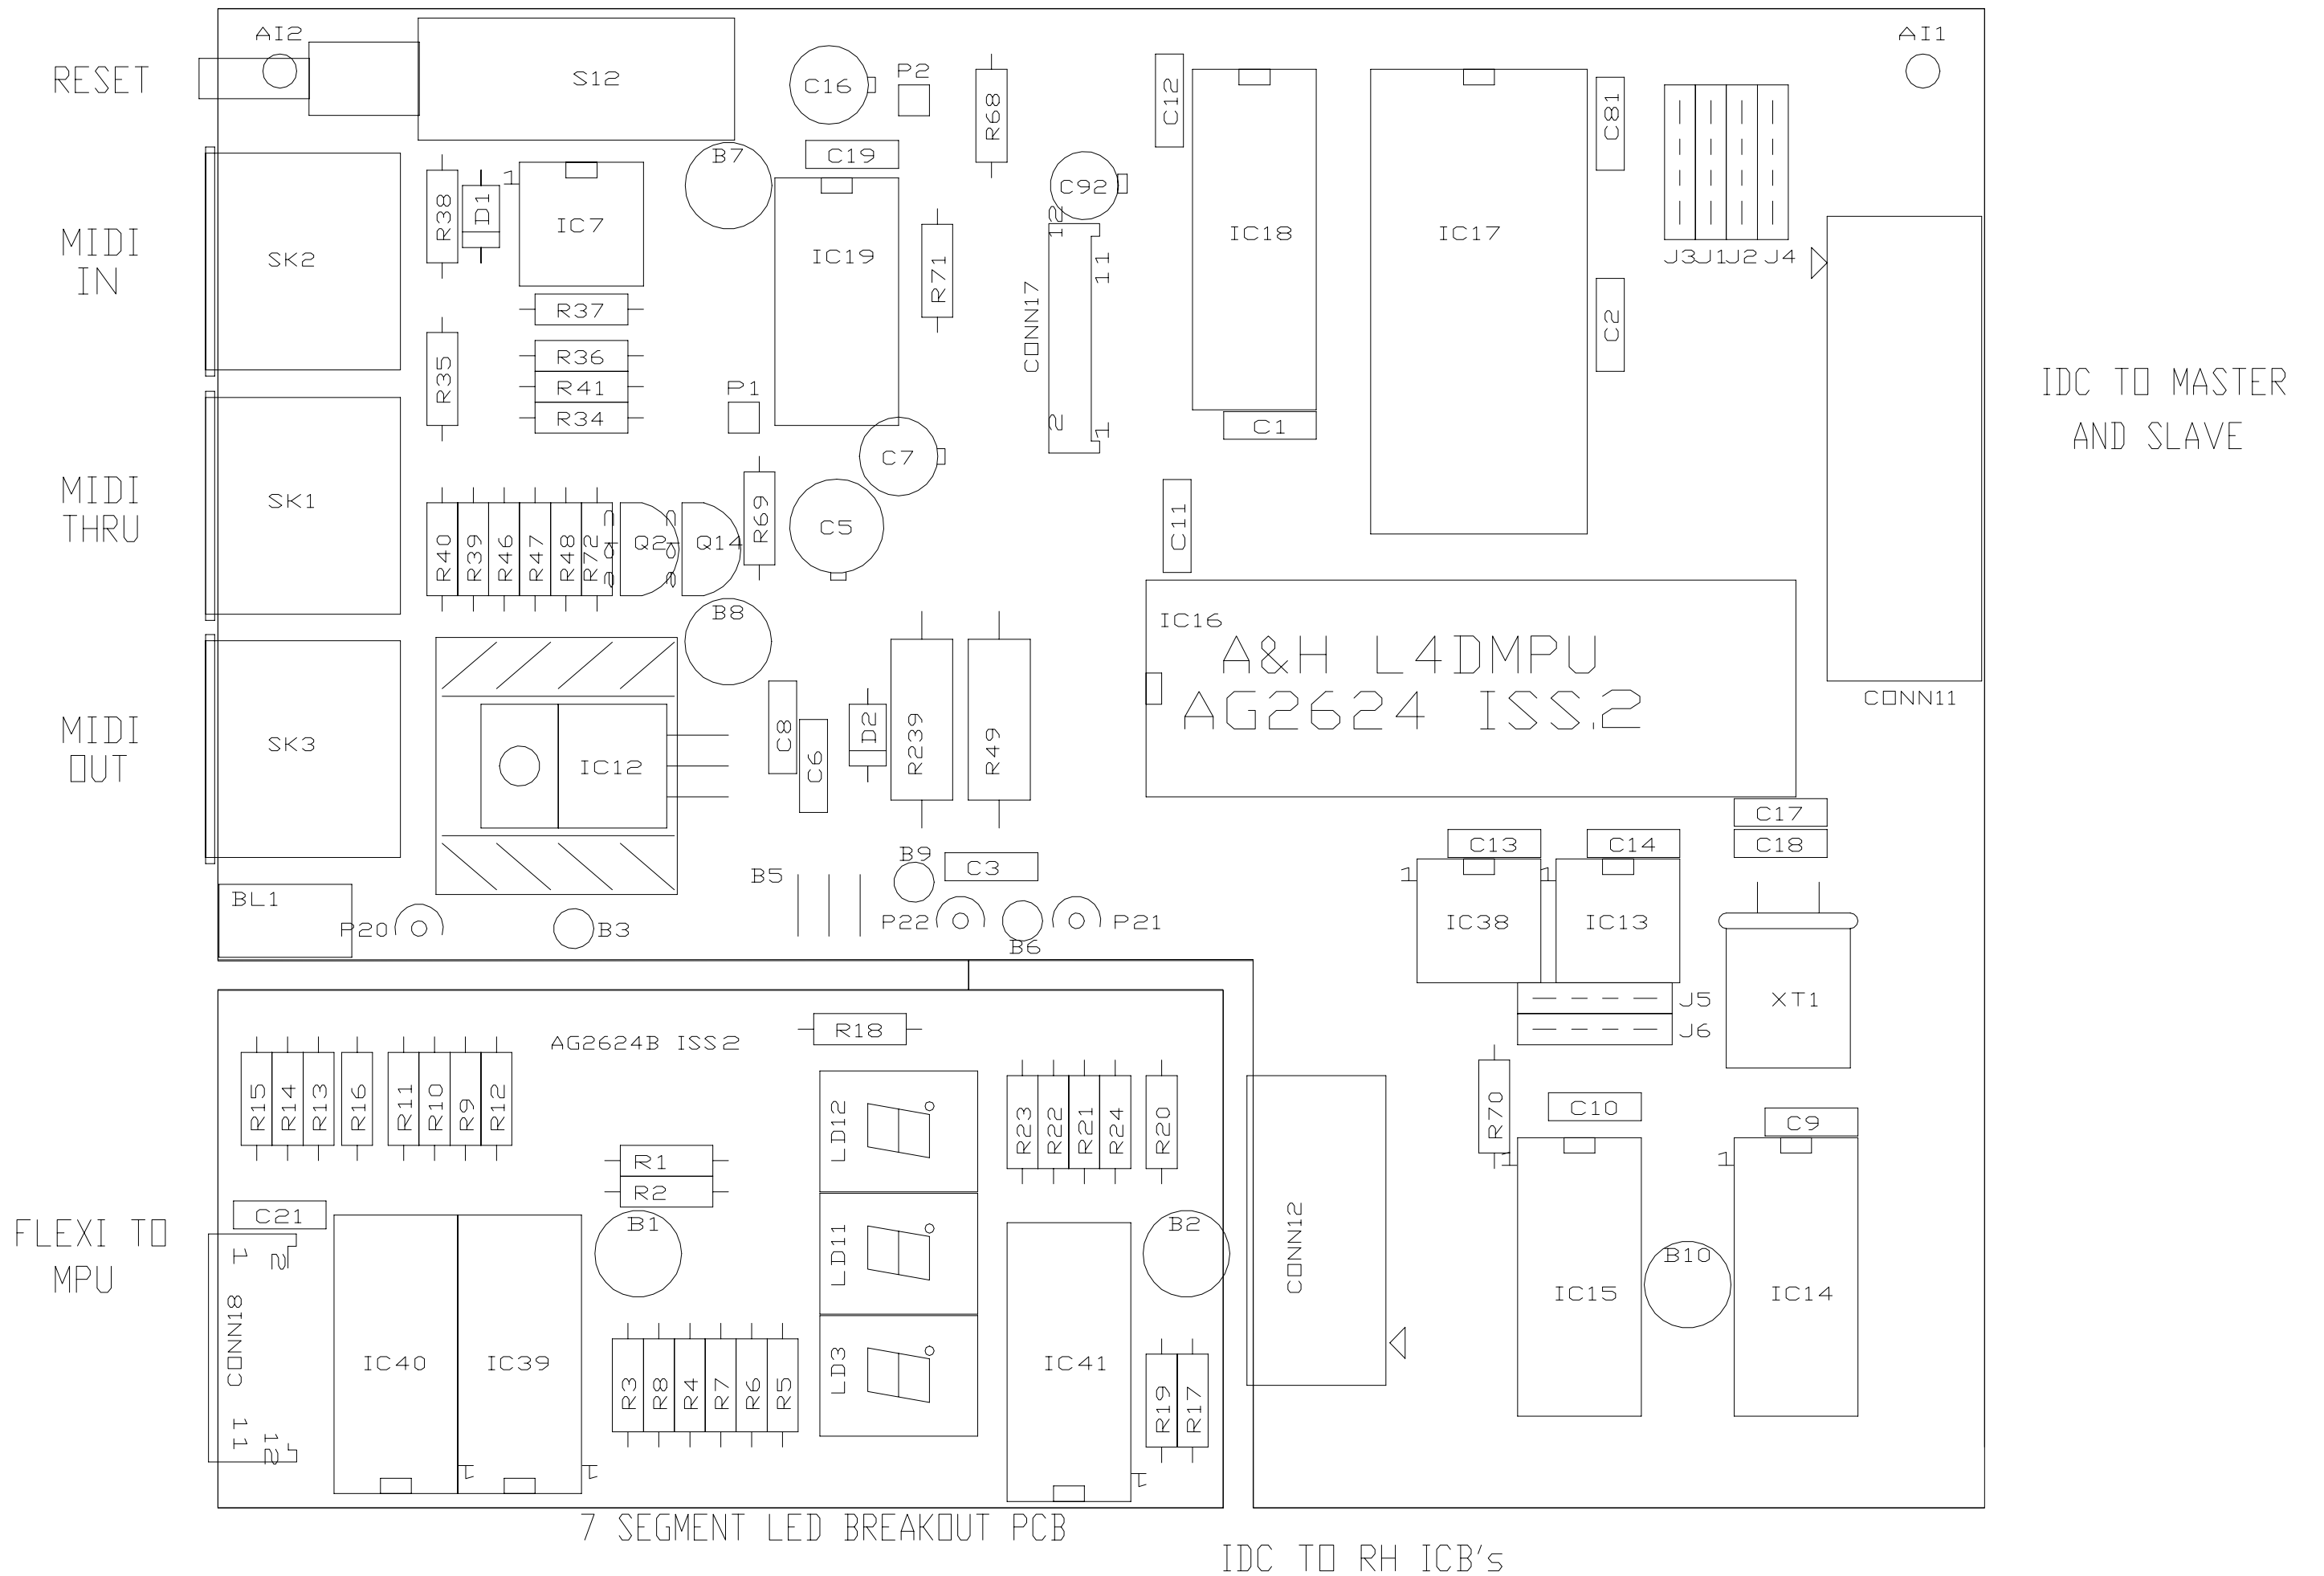 AI2
AI1
RESET
S12
C16
P2
R68
C12
C81
B7
C19
C92
1
R38
D1
IC7
IC19
R71
12
11
IC18
IC17
J3 J1 J2 J4
MIDI
IN
SK2
R37
CONN17
C2
R36
R35
R41
P1
R34
IDC TO MASTER
AND SLAVE
2
1
C1
C7
MIDI
THRU
SK1
R40
R39
R46
R47
R48
R72
Q2
Q14
R69
C5
C11
B8
IC16
A&H L4DMPU
AG2624 ISS.2
CONN11
MIDI
OUT
SK3
IC12
C8
C6
D2
R239
R49
C17
C13
C14
C18
B9
C3
B5
1
1
BL1
P20
B3
P22
B6
P21
IC38
IC13
J5
J6
XT1
AG2624B ISS2
R18
R15
R14
R13
R16
R11
R10
R9
R12
LD12
R23
R22
R21
R24
R20
R70
C10
C9
R1
R2
1
1
C21
B1
B2
FLEXI TO
MPU
1
2
CONN18
LD11
CONN12
B10
IC15
IC14
IC40
IC39
R3
R8
R4
R7
R6
R5
LD3
IC41
R19
R17
11
12
1
1
1
7 SEGMENT LED BREAKOUT PCB
IDC TO RH ICB's